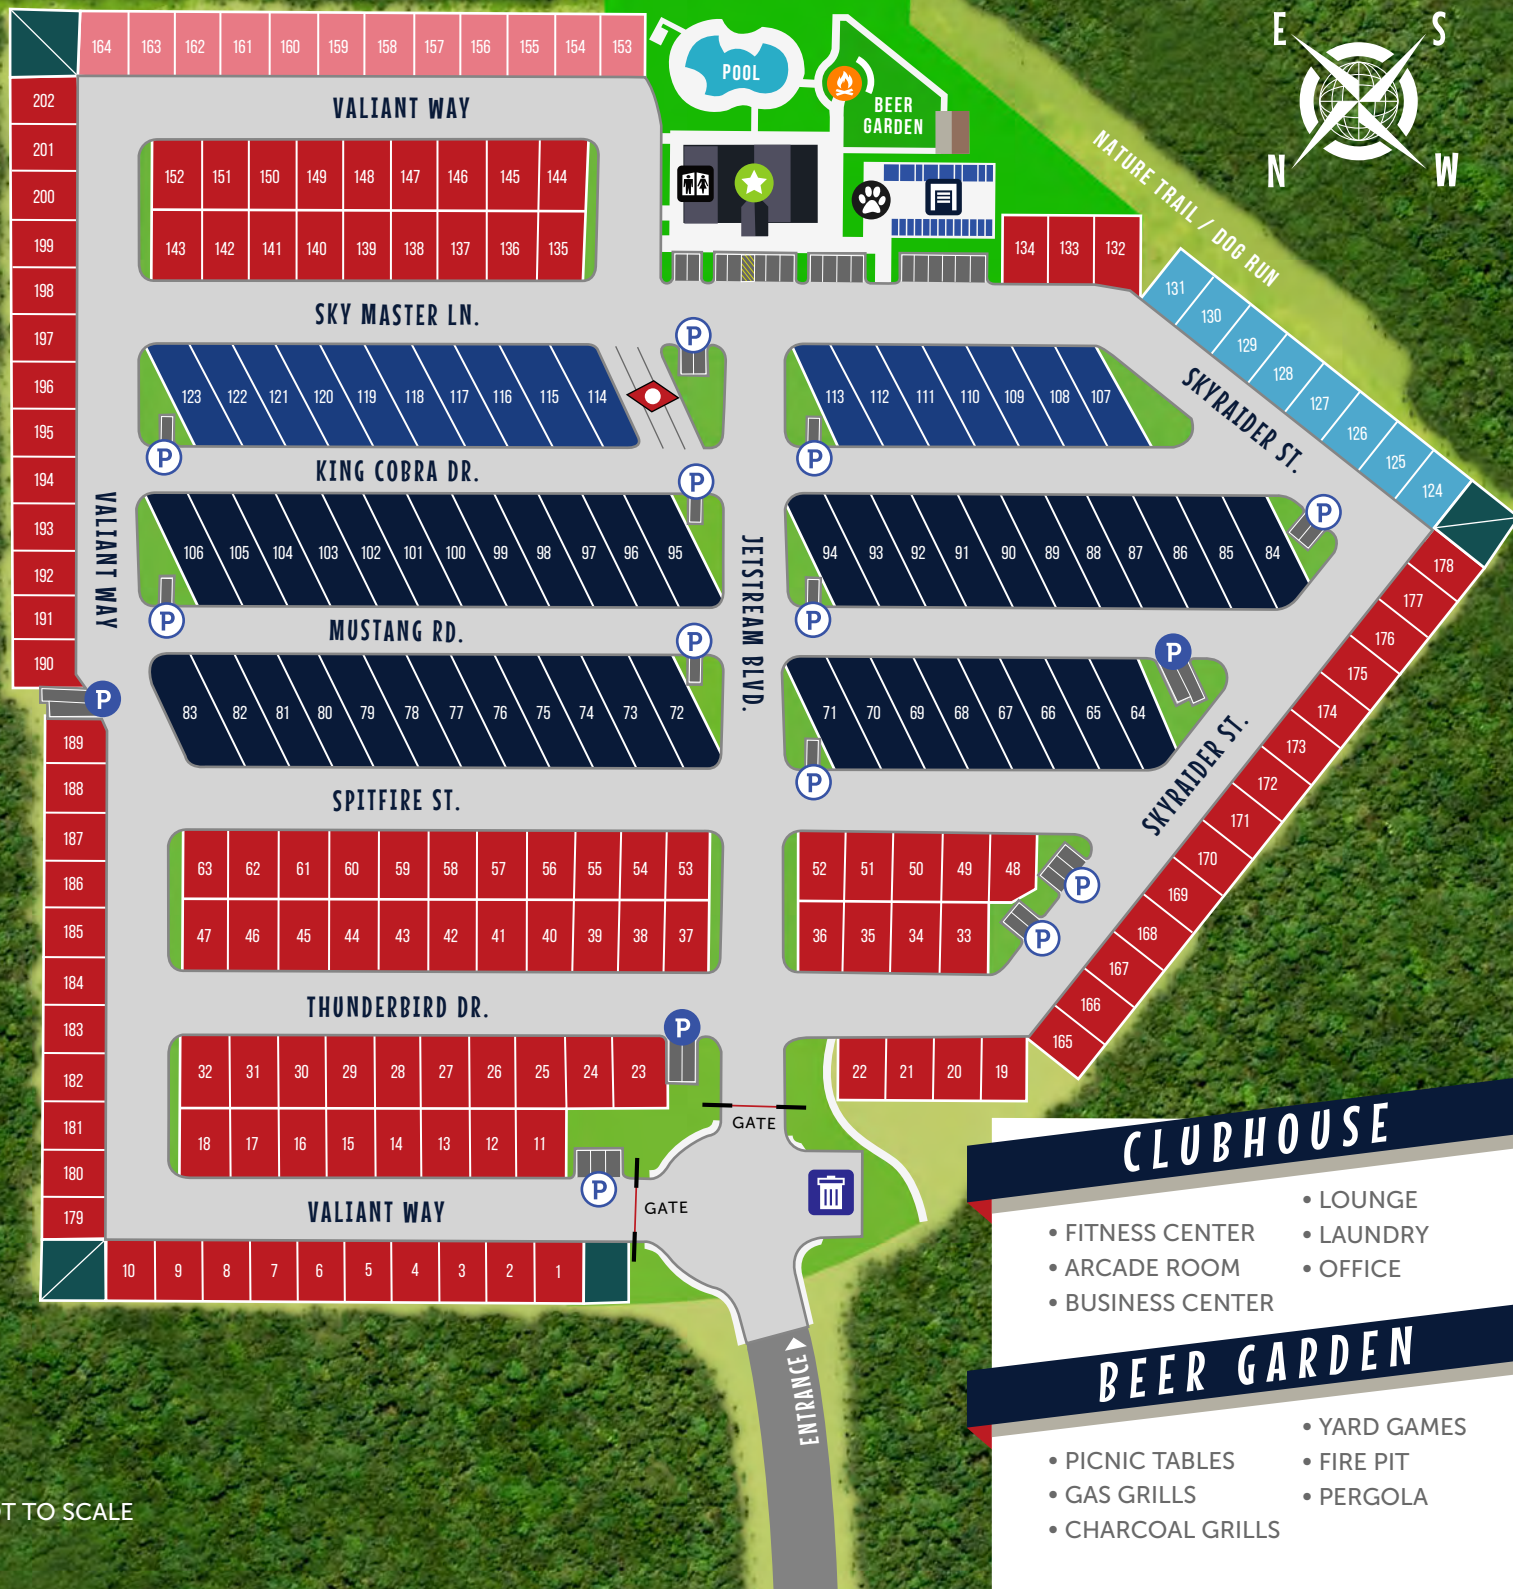 164 163 162 161 160 159 158 157 156 155 154 153
E S
N W
POOL
BEER
GARDEN
NATURE TRAIL / DOG RUN
VALIANT WAY
202
201
200
199
198
197
196
195
194
193
192
191
190
152 151 150 149 148 147 146 145 144
143 142 141 140 139 138 137 136 135
134 133 132
131
130
129
128
127
126
125
124
SKY MASTER LN.
P
SKYRAIDER ST.
123 122 121 120 119 118 117 116 115 114
113 112 111 110 109 108 107
P
P
KING COBRA DR.
P
P
VALIANT WAY
JETSTREAM BLVD.
106 105 104 103 102 101 100 99 98 97 96 95
94 93 92 91 90 89 88 87 86 85 84
P
P
MUSTANG RD.
P
P
P
83 82 81 80 79 78 77 76 75 74 73 72
71 70 69 68 67 66 65 64
P
SKYRAIDER ST.
178
177
176
175
174
173
172
171
170
169
168
167
166
165
189
188
187
186
185
184
183
182
181
180
179
SPITFIRE ST.
63 62 61 60 59 58 57 56 55 54 53
52 51 50 49 48
P
47 46 45 44 43 42 41 40 39 38 37
36 35 34 33
P
THUNDERBIRD DR.
P
32 31 30 29 28 27 26 25 24 23
22 21 20 19
GATE
18 17 16 15 14 13 12 11
P
GATE
VALIANT WAY
10 9 8 7 6 5 4 3 2 1
ENTRANCE
CLUBHOUSE
• FITNESS CENTER
• ARCADE ROOM
• BUSINESS CENTER
• LOUNGE
• LAUNDRY
• OFFICE
BEER GARDEN
• PICNIC TABLES
• GAS GRILLS
• CHARCOAL GRILLS
• YARD GAMES
• FIRE PIT
• PERGOLA
T TO SCALE